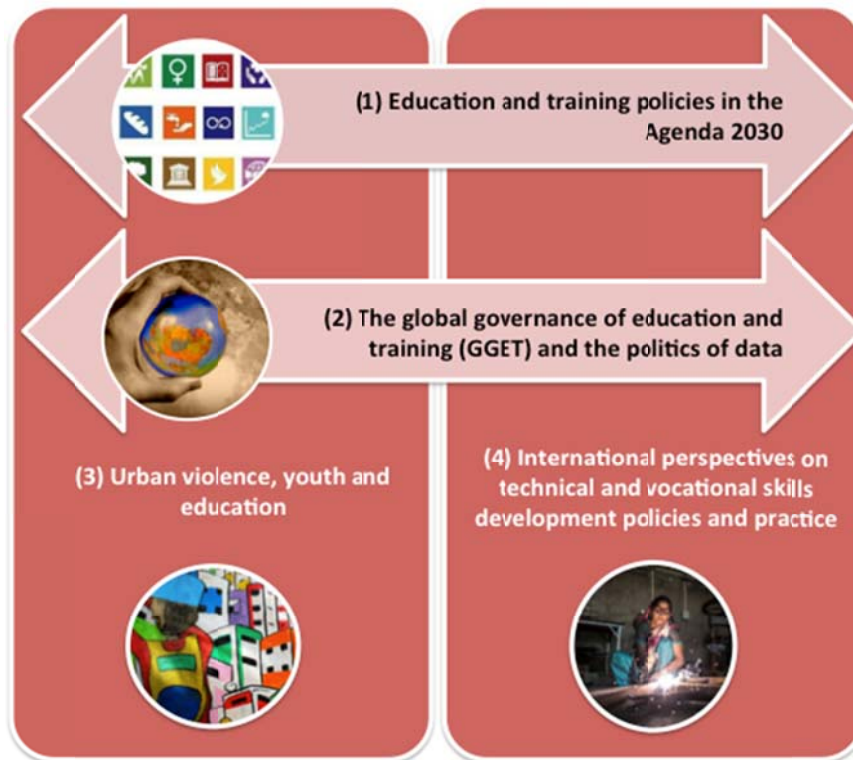 (1) Education and training policies in the
Agenda 2030
(2) The global governance of education and
training (GGET) and the politics of data
(3) Urban violence, youth and
education
(4) International perspectives on
technical and vocational skills
development policies and practice